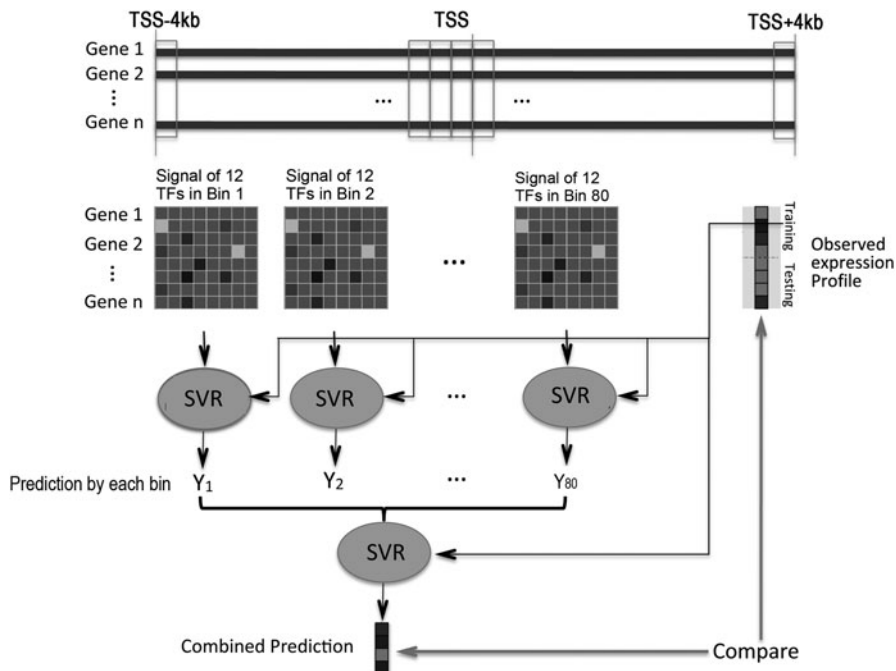 TSS-4kb TSS TSS+4kb
Gene 1
Gene 2
⋮ ... ...
Gene n
Signal of 12
TFs in Bin 1
Signal of 12
TFs in Bin 2
Signal of 12
TFs in Bin 80
Gene 1
Gene 2
⋮ ...
Gene n
Training
Testing
Observed
expression
Profile
SVR SVR ... SVR
Prediction by each bin Y1 Y2 ... Y80
SVR
Combined Prediction
Compare